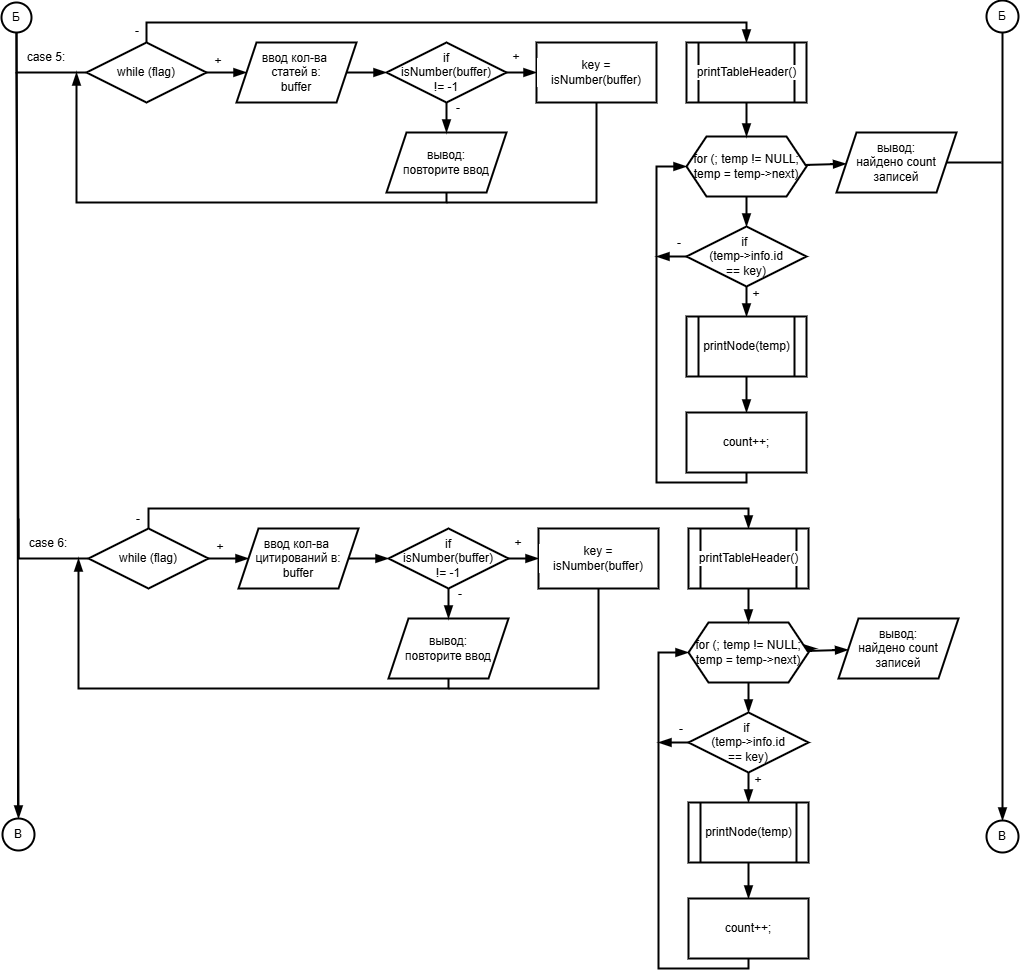 Б
Б
case 5:
-
while (flag)
+
ввод кол-ва
статей в:
buffer
if
isNumber(buffer)
!= -1
+
-
key =
isNumber(buffer)
вывод:
повторите ввод
printTableHeader()
for (; temp != NULL;
temp = temp->next)
вывод:
найдено count
записей
-
if
(temp->info.id
== key)
+
printNode(temp)
count++;
case 6:
-
while (flag)
+
ввод кол-ва
цитирований в:
buffer
if
isNumber(buffer)
!= -1
+
-
key =
isNumber(buffer)
вывод:
повторите ввод
printTableHeader()
for (; temp != NULL;
temp = temp->next)
вывод:
найдено count
записей
-
if
(temp->info.id
== key)
+
printNode(temp)
count++;
В
В